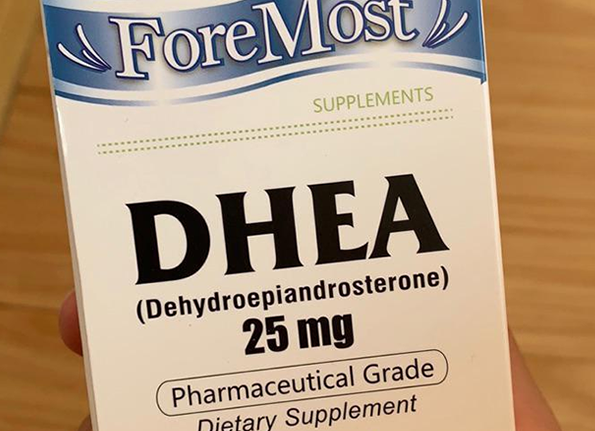 ForeMost
SUPPLEMENTS
DHEA
(Dehydroepiandrosterone)
25 mg
Pharmaceutical Grade
Dietary Supplement